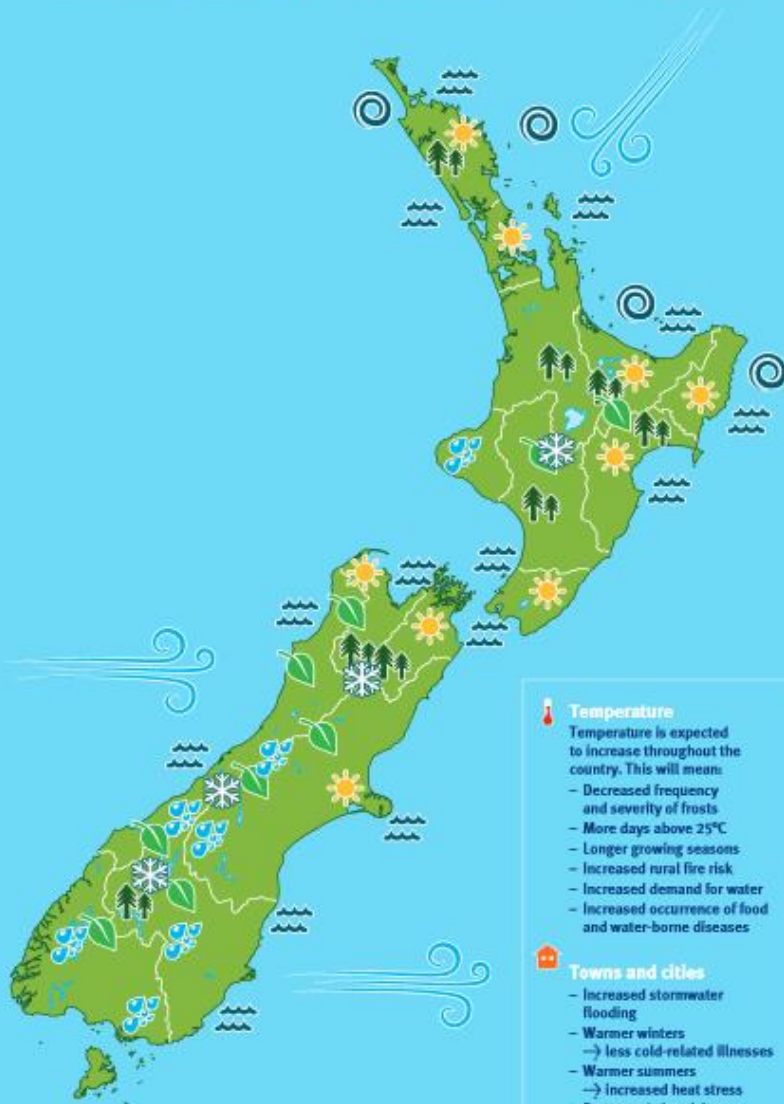 Temperature
Temperature is expected
to increase throughout the
country. This will mean:
– Decreased frequency
and severity of frosts
– More days above 25°C
– Longer growing seasons
– Increased rural fire risk
– Increased demand for water
– Increased occurrence of food
and water-borne diseases
Towns and cities
– Increased stormwater
flooding
– Warmer winters
→ less cold-related illnesses
– Warmer summers
→ increased heat stress